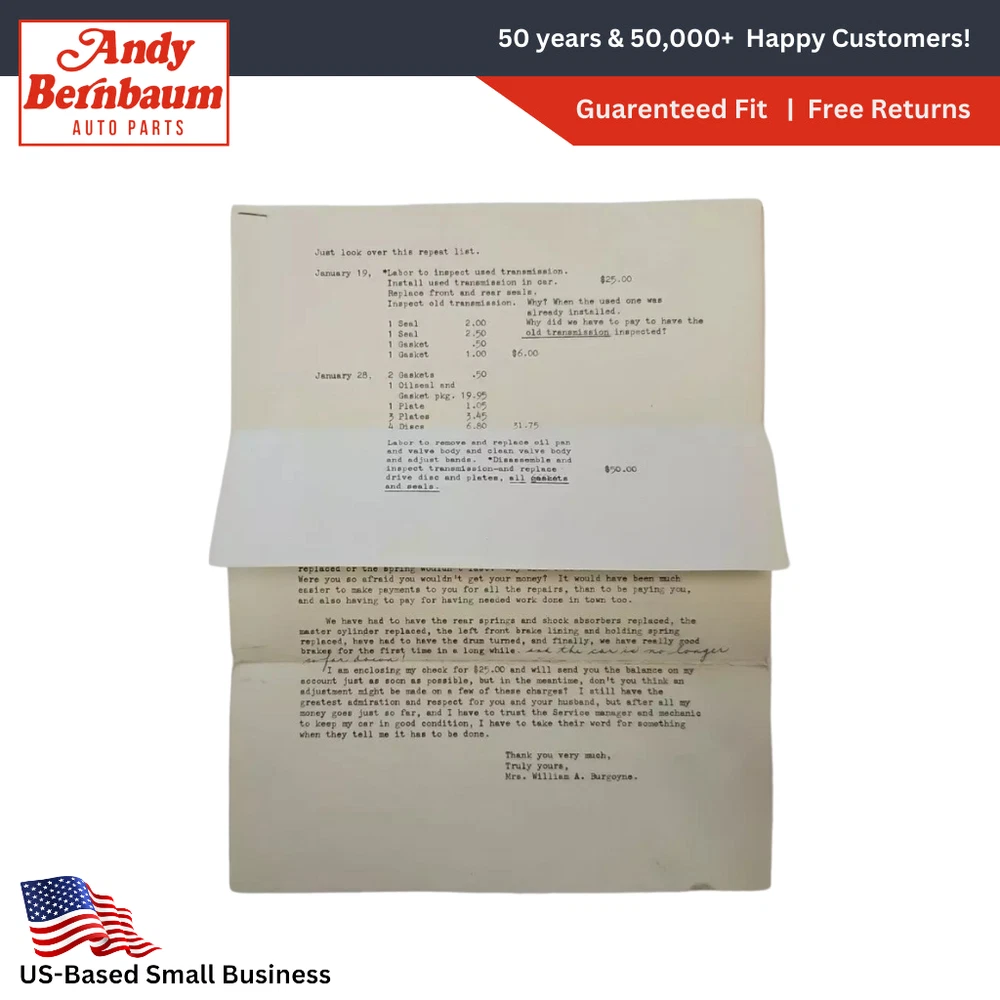 Andy
Bernbaum
AUTO PARTS
50 years & 50,000+ Happy Customers!
Guarenteed Fit | Free Returns
Just look over this repeat list.
January 19, *Labor to inspect used transmission.
Install used transmission in car. $25.00
Replace front and rear seals.
Inspect old transmission. Why? When the used one was
already installed.
1 Seal 2.00 Why did we have to pay to have the
1 Seal 2.50 old transmission inspected?
1 Gasket .50
1 Gasket 1.00 $6.00
January 28, 2 Gaskets .50
1 Oilseal and
Gasket pkg. 19.95
1 Plate 1.05
3 Plates 3.45
4 Discs 6.80 31.75
Labor to remove and replace oil pan
and valve body and clean valve body
and adjust bands. *Disassemble and
inspect transmission-and replace $50.00
drive disc and plates, all gaskets
and seals.
replaced or the spring wouldn't last?
Were you so afraid you wouldn't get your money? It would have been much
easier to make payments to you for all the repairs, than to be paying you,
and also having to pay for having needed work done in town too.
We have had to have the rear springs and shock absorbers replaced, the
master cylinder replaced, the left front brake lining and holding spring
replaced, have had to have the drum turned, and finally, we have really good
brakes for the first time in a long while. and the car is no longer
so far down!
I am enclosing my check for $25.00 and will send you the balance on my
account just as soon as possible, but in the meantime, don't you think an
adjustment might be made on a few of these charges? I still have the
greatest admiration and respect for you and your husband, but after all my
money goes just so far, and I have to trust the Service manager and mechanic
to keep my car in good condition, I have to take their word for something
when they tell me it has to be done.
Thank you very much,
Truly yours,
Mrs. William A. Burgoyne.
US-Based Small Business